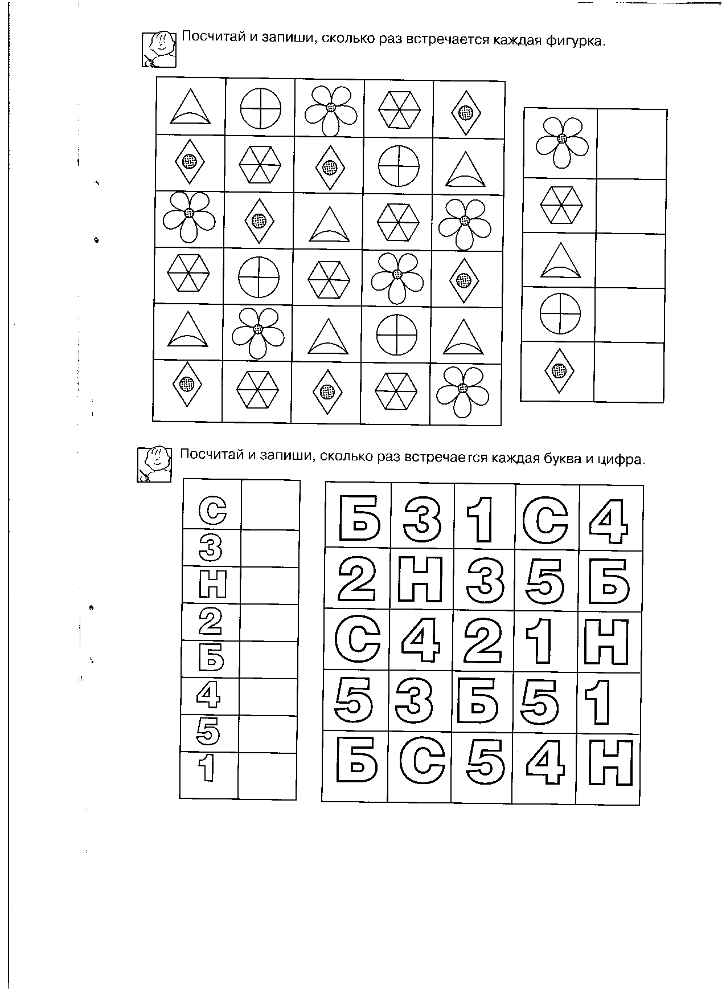 Посчитай и запиши, сколько раз встречается каждая фигурка.
Посчитай и запиши, сколько раз встречается каждая буква и цифра.
С
З
Н
2
Б
4
5
1
Б З 1 С 4
2 Н З 5 Б
С 4 2 1 Н
5 З Б 5 1
Б С 5 4 Н